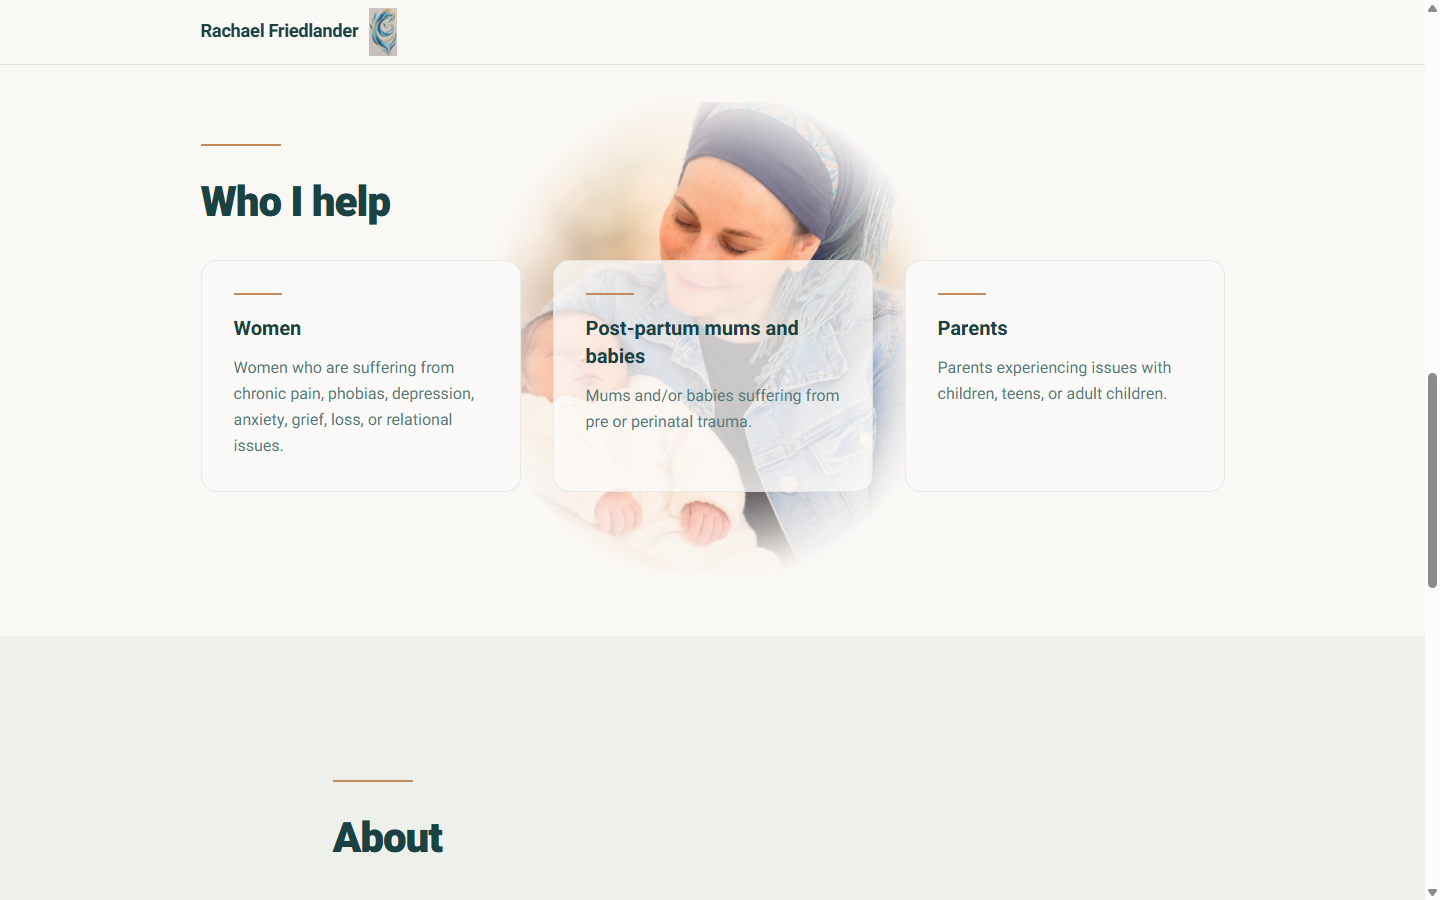 Rachael Friedlander
Who I help
Women
Women who are suffering from
chronic pain, phobias, depression,
anxiety, grief, loss, or relational
issues.
Post-partum mums and
babies
Mums and/or babies suffering from
pre or perinatal trauma.
Parents
Parents experiencing issues with
children, teens, or adult children.
About